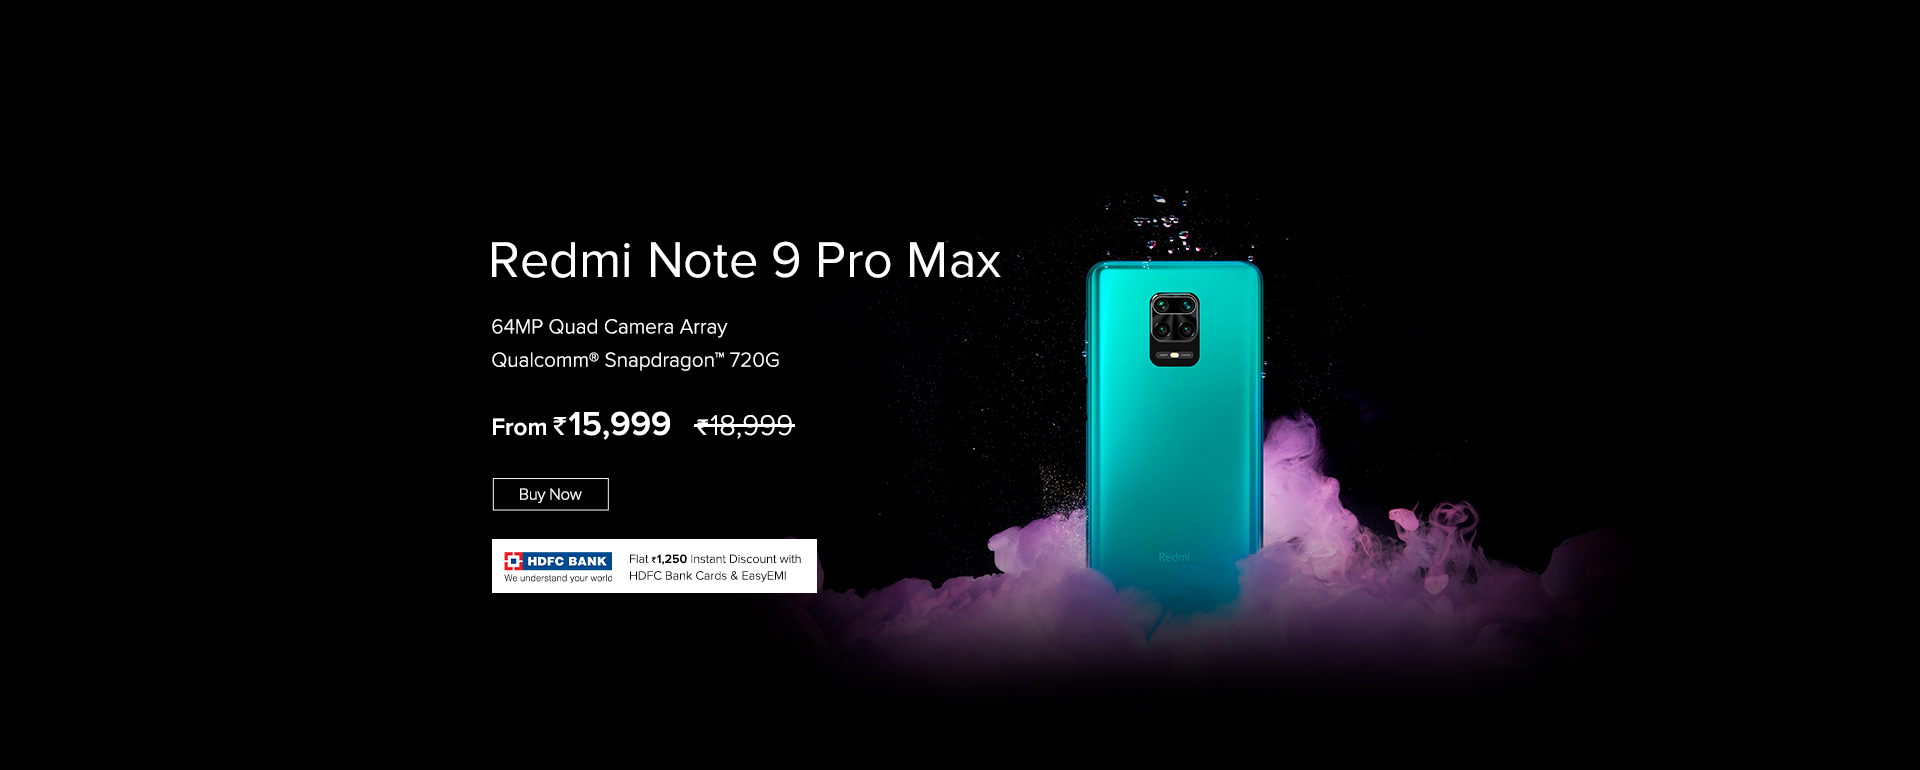 Redmi Note 9 Pro Max
64MP Quad Camera Array
Qualcomm® Snapdragon™ 720G
From ₹15,999 ₹18,999
Buy Now
HDFC BANK
We understand your world
Flat ₹1,250 Instant Discount with
HDFC Bank Cards & EasyEMI
Redmi